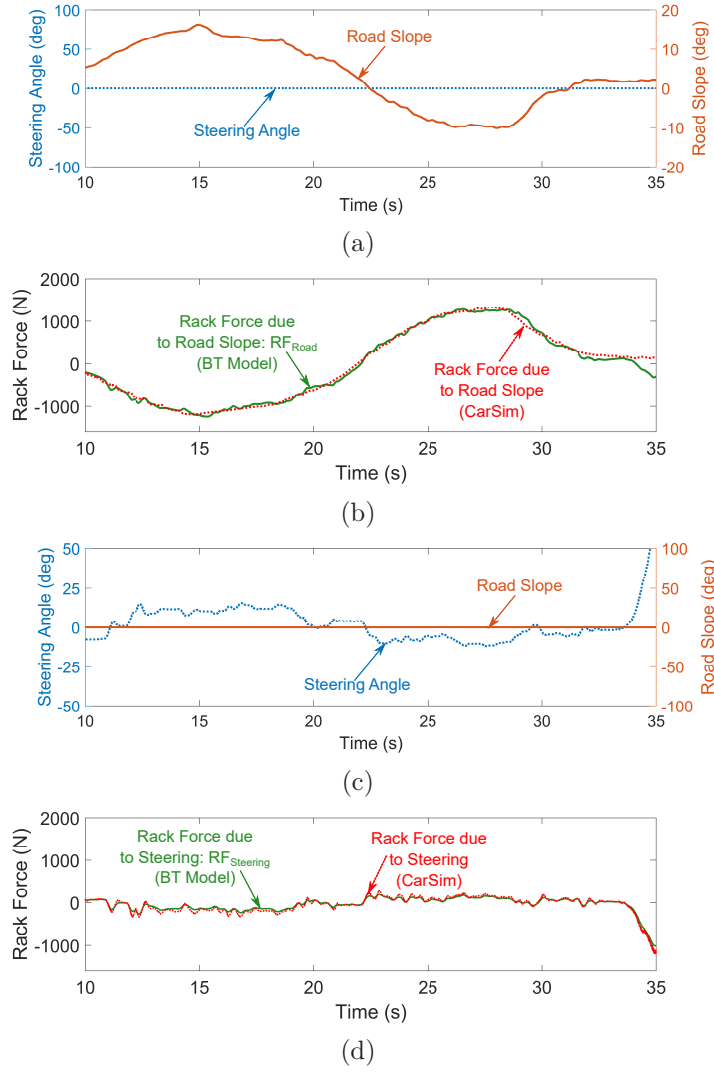 Steering Angle (deg)
100
50
0
-50
-100
Road Slope
Steering Angle
20
10
0
-10
-20
Road Slope (deg)
10 15 20 25 30 35
Time (s)
(a)
Rack Force (N)
2000
1000
0
-1000
Rack Force due
to Road Slope: RF_Road
(BT Model)
Rack Force due
to Road Slope
(CarSim)
10 15 20 25 30 35
Time (s)
(b)
Steering Angle (deg)
50
25
0
-25
-50
Road Slope
Steering Angle
100
50
0
-50
-100
Road Slope (deg)
10 15 20 25 30 35
Time (s)
(c)
Rack Force (N)
2000
1000
0
-1000
Rack Force due
to Steering: RF_Steering
(BT Model)
Rack Force due
to Steering
(CarSim)
10 15 20 25 30 35
Time (s)
(d)